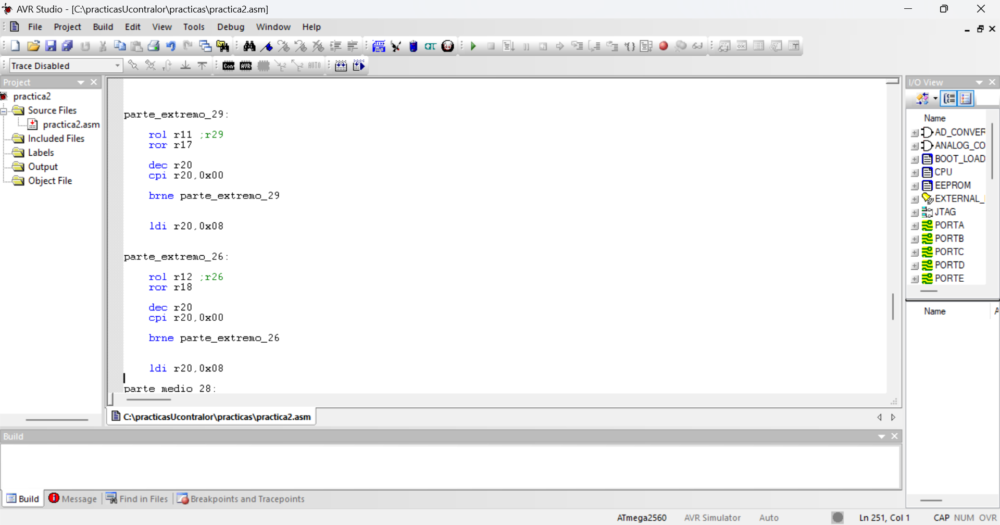 AVR Studio - [C:\practicasUcontralor\practicas\practica2.asm]
File Project Build Edit View Tools Debug Window Help
Trace Disabled
Con AVR AUTO
Project
practica2
Source Files
practica2.asm
Included Files
Labels
Output
Object File
parte_extremo_29:
rol r11 ;r29
ror r17
dec r20
cpi r20,0x00
brne parte_extremo_29
ldi r20,0x08
parte_extremo_26:
rol r12 ;r26
ror r18
dec r20
cpi r20,0x00
brne parte_extremo_26
ldi r20,0x08
parte_medio_28:
C:\practicasUcontralor\practicas\practica2.asm
I/O View
Name
AD_CONVER
ANALOG_CO
BOOT_LOAD
CPU
EEPROM
EXTERNAL_
JTAG
PORTA
PORTB
PORTC
PORTD
PORTE
Name A
Build
Build Message Find in Files Breakpoints and Tracepoints
ATmega2560 AVR Simulator Auto Ln 251, Col 1 CAP NUM OVR